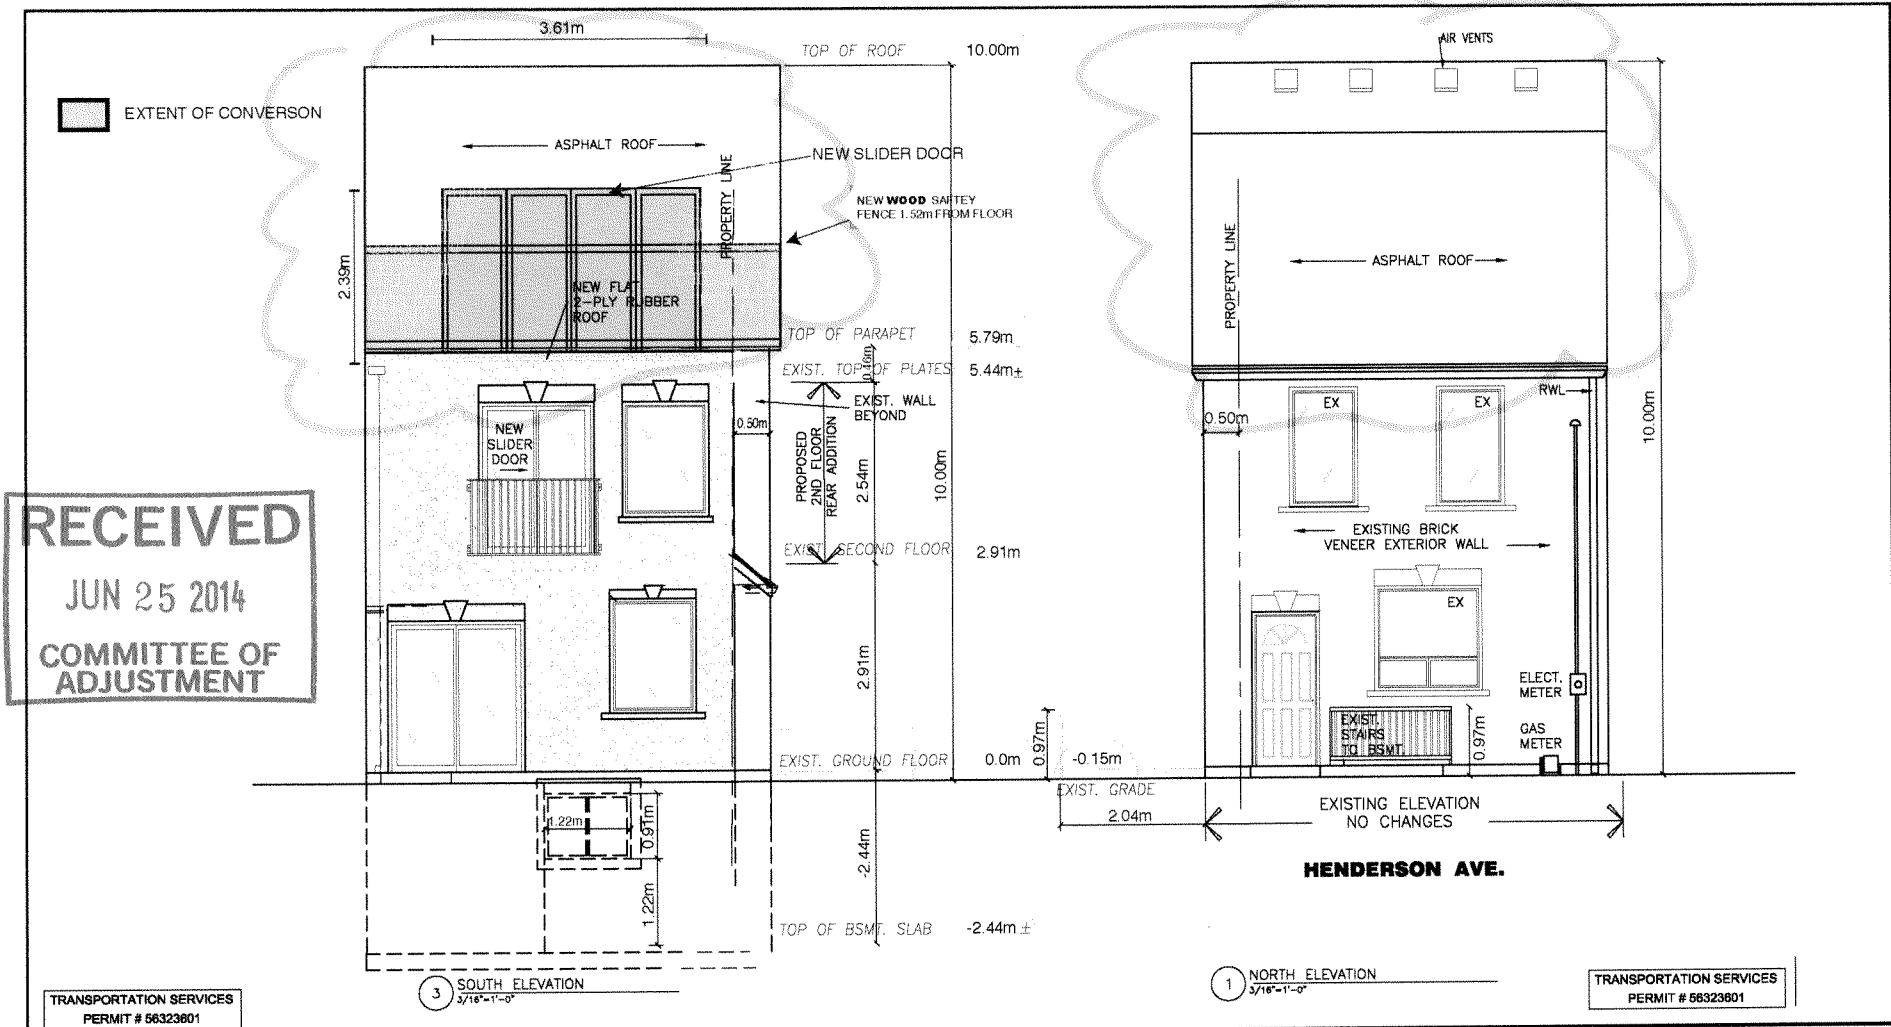 3.61m
TOP OF ROOF 10.00m
EXTENT OF CONVERSON
ASPHALT ROOF
NEW SLIDER DOOR
PROPERTY LINE
NEW WOOD SAFTEY
FENCE 1.52m FROM FLOOR
2.39m
NEW FLAT
2-PLY RUBBER
ROOF
TOP OF PARAPET 5.79m
0.46m
EXIST. TOP OF PLATES 5.44m±
EXIST. WALL
BEYOND
0.50m
NEW
SLIDER
DOOR
PROPOSED
2ND FLOOR
REAR ADDITION
2.54m
10.00m
EXIST. SECOND FLOOR 2.91m
2.91m
EXIST. GROUND FLOOR 0.0m
0.97m
-0.15m
EXIST. GRADE
2.04m
1.22m
0.91m
-2.44m
1.22m
TOP OF BSMT. SLAB -2.44m ±
3 SOUTH ELEVATION
3/16"=1'-0"
RECEIVED
JUN 25 2014
COMMITTEE OF
ADJUSTMENT
TRANSPORTATION SERVICES
PERMIT # 56323601
AIR VENTS
PROPERTY LINE
ASPHALT ROOF
RWL
EX
EX
0.50m
10.00m
EXISTING BRICK
VENEER EXTERIOR WALL
EX
ELECT.
METER
GAS
METER
EXIST.
STAIRS
TO BSMT.
0.97m
EXISTING ELEVATION
NO CHANGES
HENDERSON AVE.
1 NORTH ELEVATION
3/16"=1'-0"
TRANSPORTATION SERVICES
PERMIT # 56323601